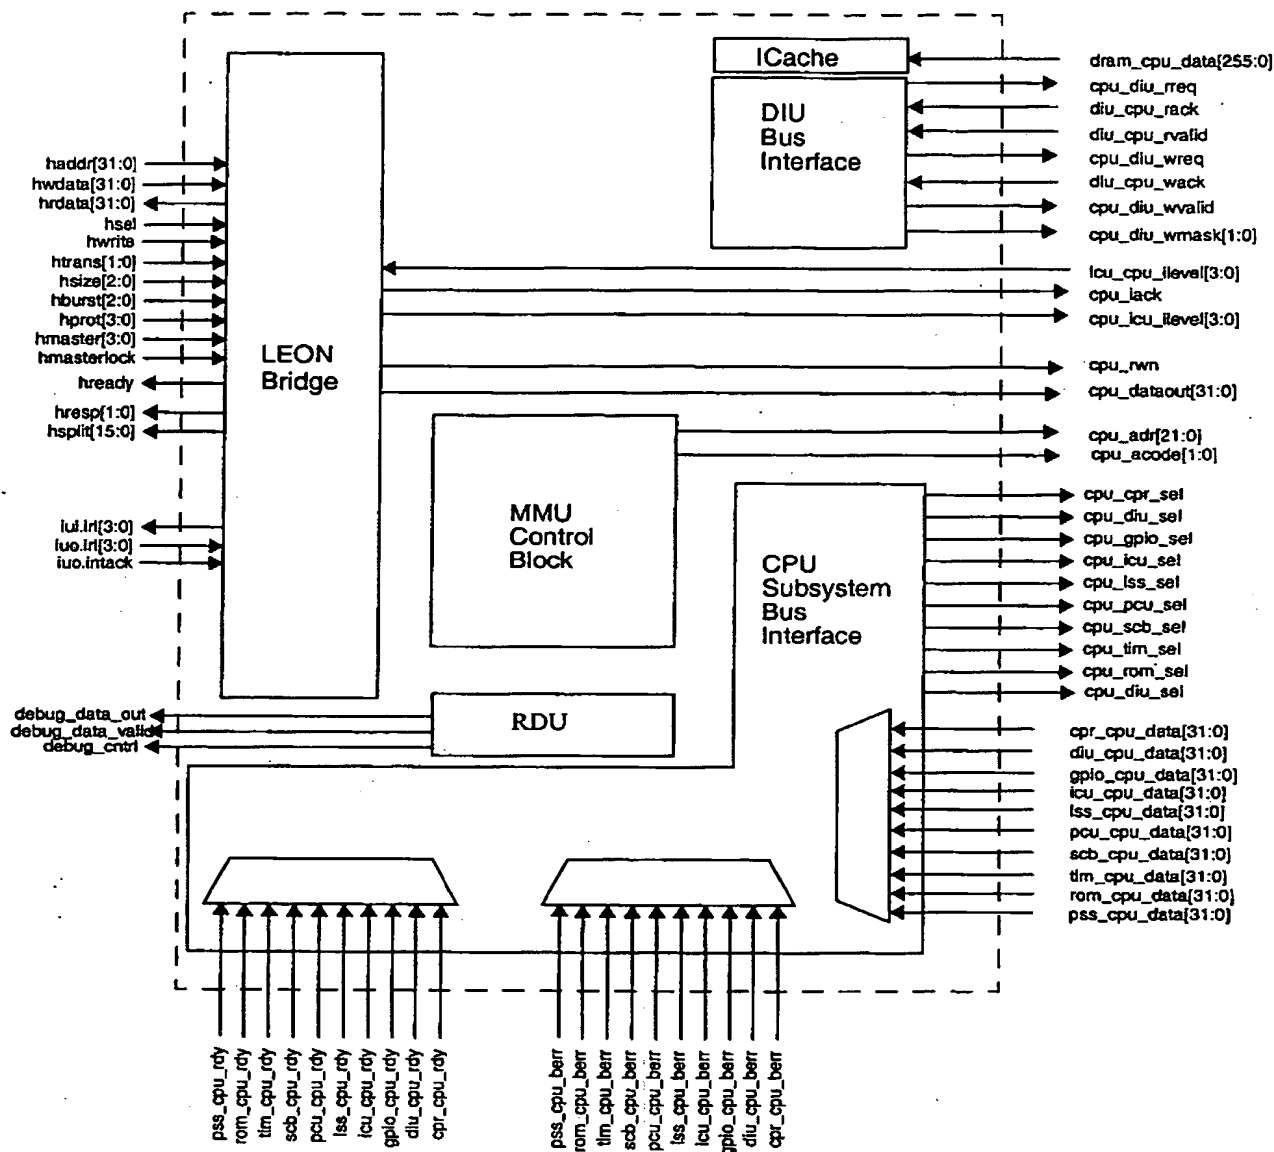 ICache
dram_cpu_data[255:0]
cpu_diu_rreq
diu_cpu_rack
diu_cpu_rvalid
cpu_diu_wreq
diu_cpu_wack
cpu_diu_wvalid
cpu_diu_wmask[1:0]
DIU
Bus
Interface
haddr[31:0]
hwdata[31:0]
hrdata[31:0]
hsel
hwrite
htrans[1:0]
hsize[2:0]
hburst[2:0]
hprot[3:0]
hmaster[3:0]
hmasterlock
hready
hresp[1:0]
hsplit[15:0]
iui.irl[3:0]
iuo.irl[3:0]
iuo.intack
LEON
Bridge
icu_cpu_ilevel[3:0]
cpu_iack
cpu_icu_ilevel[3:0]
cpu_rwn
cpu_dataout[31:0]
cpu_adr[21:0]
cpu_acode[1:0]
MMU
Control
Block
CPU
Subsystem
Bus
Interface
cpu_cpr_sel
cpu_diu_sel
cpu_gpio_sel
cpu_icu_sel
cpu_lss_sel
cpu_pcu_sel
cpu_scb_sel
cpu_tim_sel
cpu_rom_sel
cpu_diu_sel
debug_data_out
debug_data_valid
debug_cntrl
RDU
cpr_cpu_data[31:0]
diu_cpu_data[31:0]
gpio_cpu_data[31:0]
icu_cpu_data[31:0]
lss_cpu_data[31:0]
pcu_cpu_data[31:0]
scb_cpu_data[31:0]
tim_cpu_data[31:0]
rom_cpu_data[31:0]
pss_cpu_data[31:0]
pss_cpu_rdy
rom_cpu_rdy
tim_cpu_rdy
scb_cpu_rdy
pcu_cpu_rdy
lss_cpu_rdy
icu_cpu_rdy
gpio_cpu_rdy
diu_cpu_rdy
cpr_cpu_rdy
pss_cpu_berr
rom_cpu_berr
tim_cpu_berr
scb_cpu_berr
pcu_cpu_berr
lss_cpu_berr
icu_cpu_berr
gpio_cpu_berr
diu_cpu_berr
cpr_cpu_berr